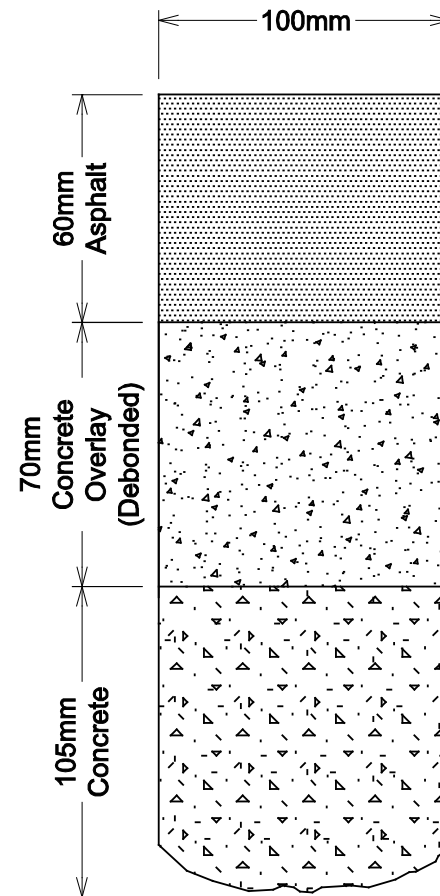 100mm
60mm
Asphalt
70mm
Concrete
Overlay
(Debonded)
105mm
Concrete